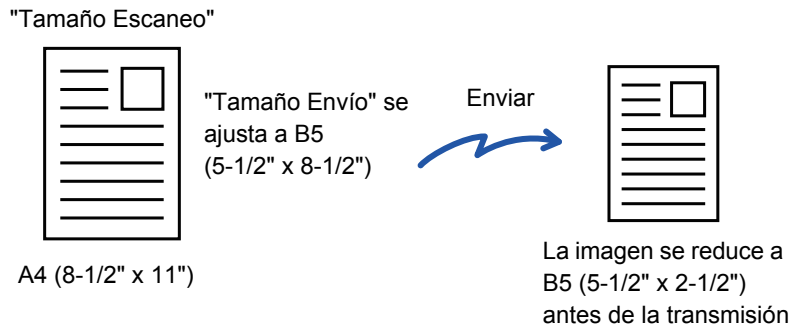 "Tamaño Escaneo"
"Tamaño Envío" se
ajusta a B5
(5-1/2" x 8-1/2")
Enviar
A4 (8-1/2" x 11")
La imagen se reduce a
B5 (5-1/2" x 2-1/2")
antes de la transmisión